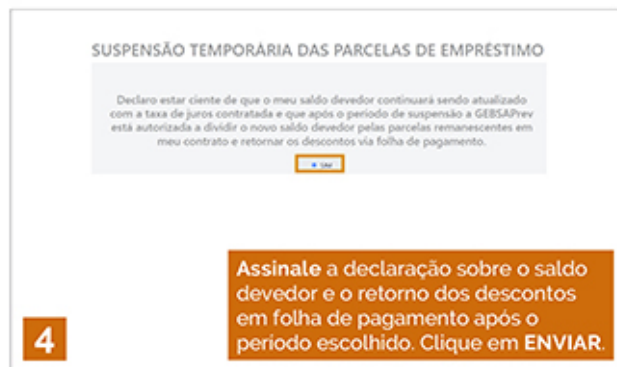 SUSPENSÃO TEMPORÁRIA DAS PARCELAS DE EMPRÉSTIMO
Declaro estar ciente de que o meu saldo devedor continuará sendo atualizado
com a taxa de juros contratada e que após o período de suspensão a GEBSAPrev
está autorizada a dividir o novo saldo devedor pelas parcelas remanescentes em
meu contrato e retornar os descontos via folha de pagamento.
Assinale a declaração sobre o saldo
devedor e o retorno dos descontos
em folha de pagamento após o
período escolhido. Clique em ENVIAR.
4